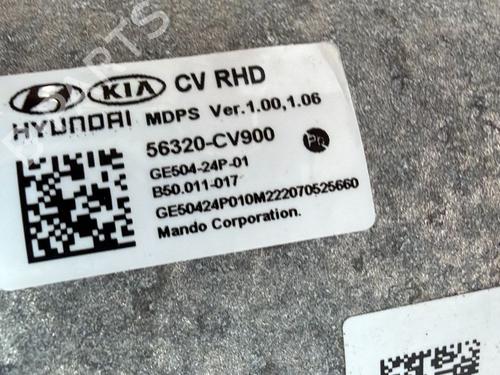 HYUNDAI KIA CV RHD
MDPS Ver.1.00,1.06
56320-CV900
GE504-24P-01
B50.011-017
GE50424P010M222070525660
Mando Corporation.